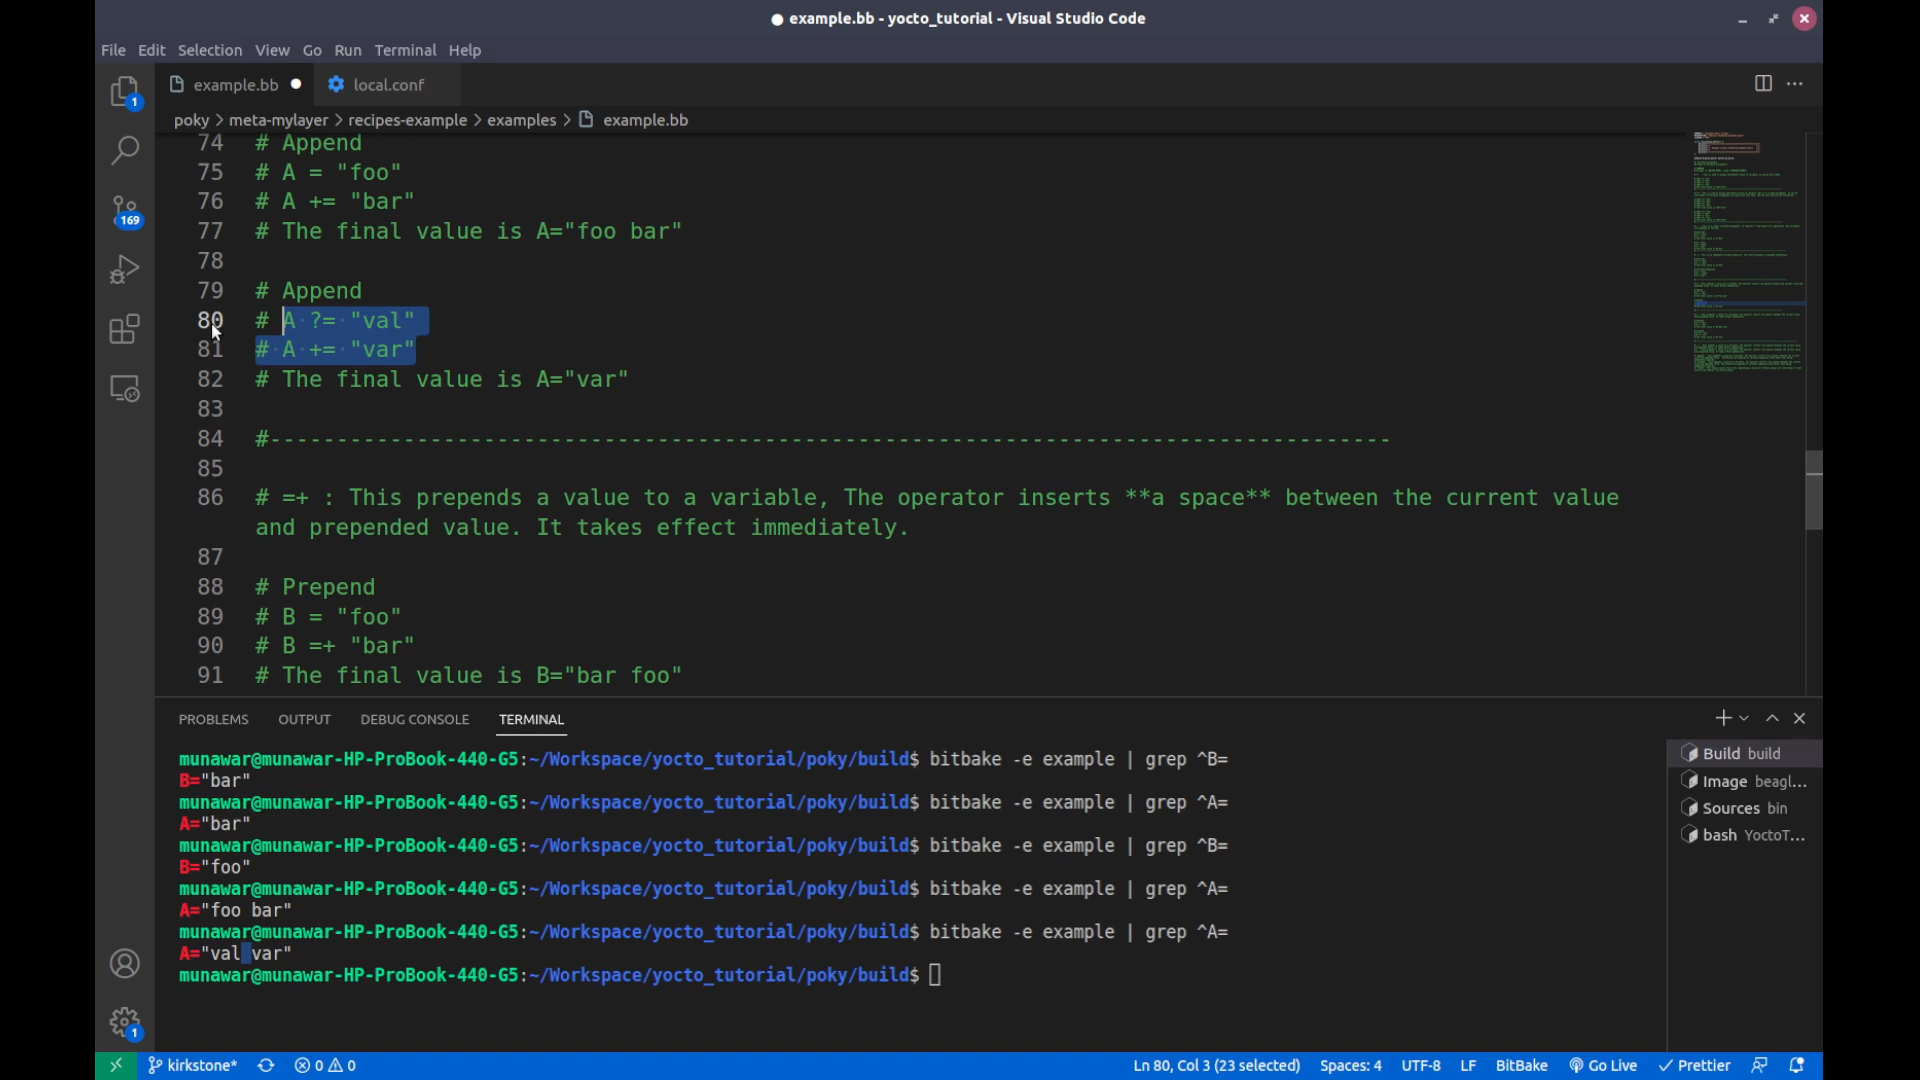 example.bb - yocto_tutorial - Visual Studio Code
File Edit Selection View Go Run Terminal Help
example.bb
local.conf
poky > meta-mylayer > recipes-example > examples > example.bb
74 # Append
75 # A = "foo"
76 # A += "bar"
77 # The final value is A="foo bar"
78
79 # Append
80 # A ?= "val"
81 # A += "var"
82 # The final value is A="var"
83
84 #------------------------------------------------------------------------------------
85
86 # =+ : This prepends a value to a variable, The operator inserts **a space** between the current value
and prepended value. It takes effect immediately.
87
88 # Prepend
89 # B = "foo"
90 # B =+ "bar"
91 # The final value is B="bar foo"
1
169
1
PROBLEMS OUTPUT DEBUG CONSOLE TERMINAL
munawar@munawar-HP-ProBook-440-G5:~/Workspace/yocto_tutorial/poky/build$ bitbake -e example | grep ^B=
B="bar"
munawar@munawar-HP-ProBook-440-G5:~/Workspace/yocto_tutorial/poky/build$ bitbake -e example | grep ^A=
A="bar"
munawar@munawar-HP-ProBook-440-G5:~/Workspace/yocto_tutorial/poky/build$ bitbake -e example | grep ^B=
B="foo"
munawar@munawar-HP-ProBook-440-G5:~/Workspace/yocto_tutorial/poky/build$ bitbake -e example | grep ^A=
A="foo bar"
munawar@munawar-HP-ProBook-440-G5:~/Workspace/yocto_tutorial/poky/build$ bitbake -e example | grep ^A=
A="val var"
munawar@munawar-HP-ProBook-440-G5:~/Workspace/yocto_tutorial/poky/build$
Build build
Image beagl...
Sources bin
bash YoctoT...
kirkstone* 0 0 Ln 80, Col 3 (23 selected) Spaces: 4 UTF-8 LF BitBake Go Live Prettier